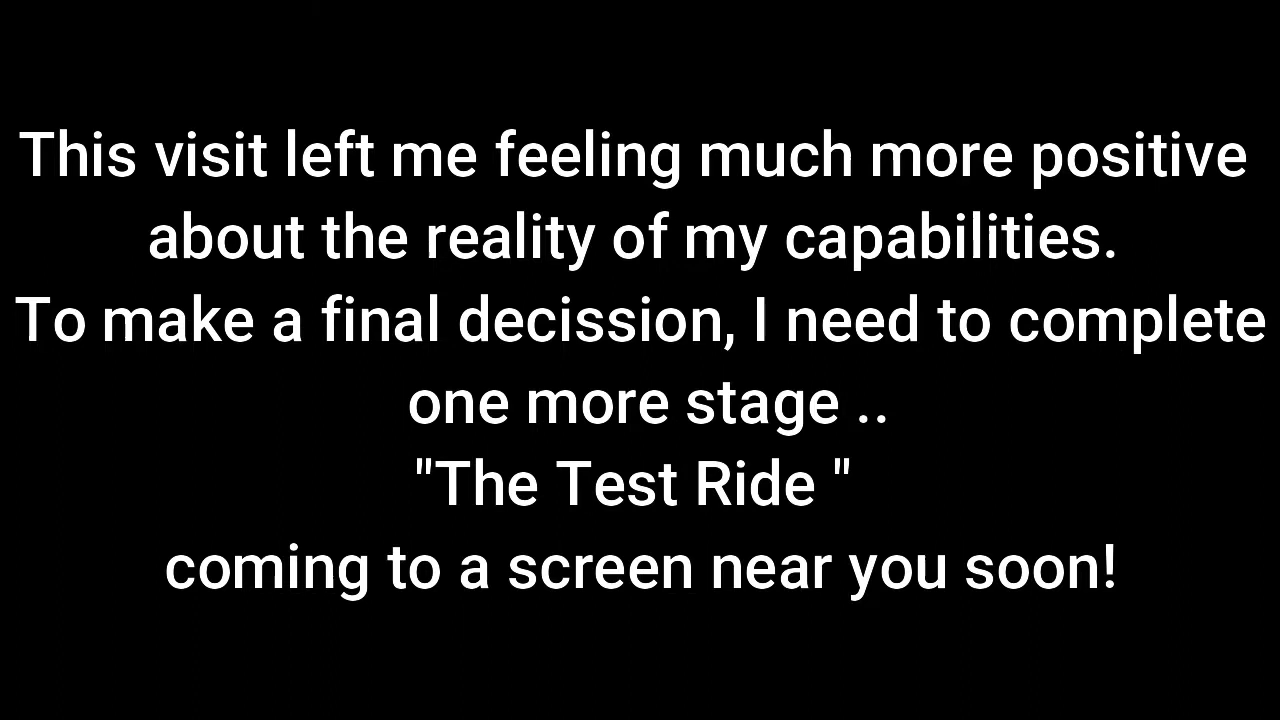 This visit left me feeling much more positive
about the reality of my capabilities.
To make a final decission, I need to complete
one more stage ..
"The Test Ride "
coming to a screen near you soon!